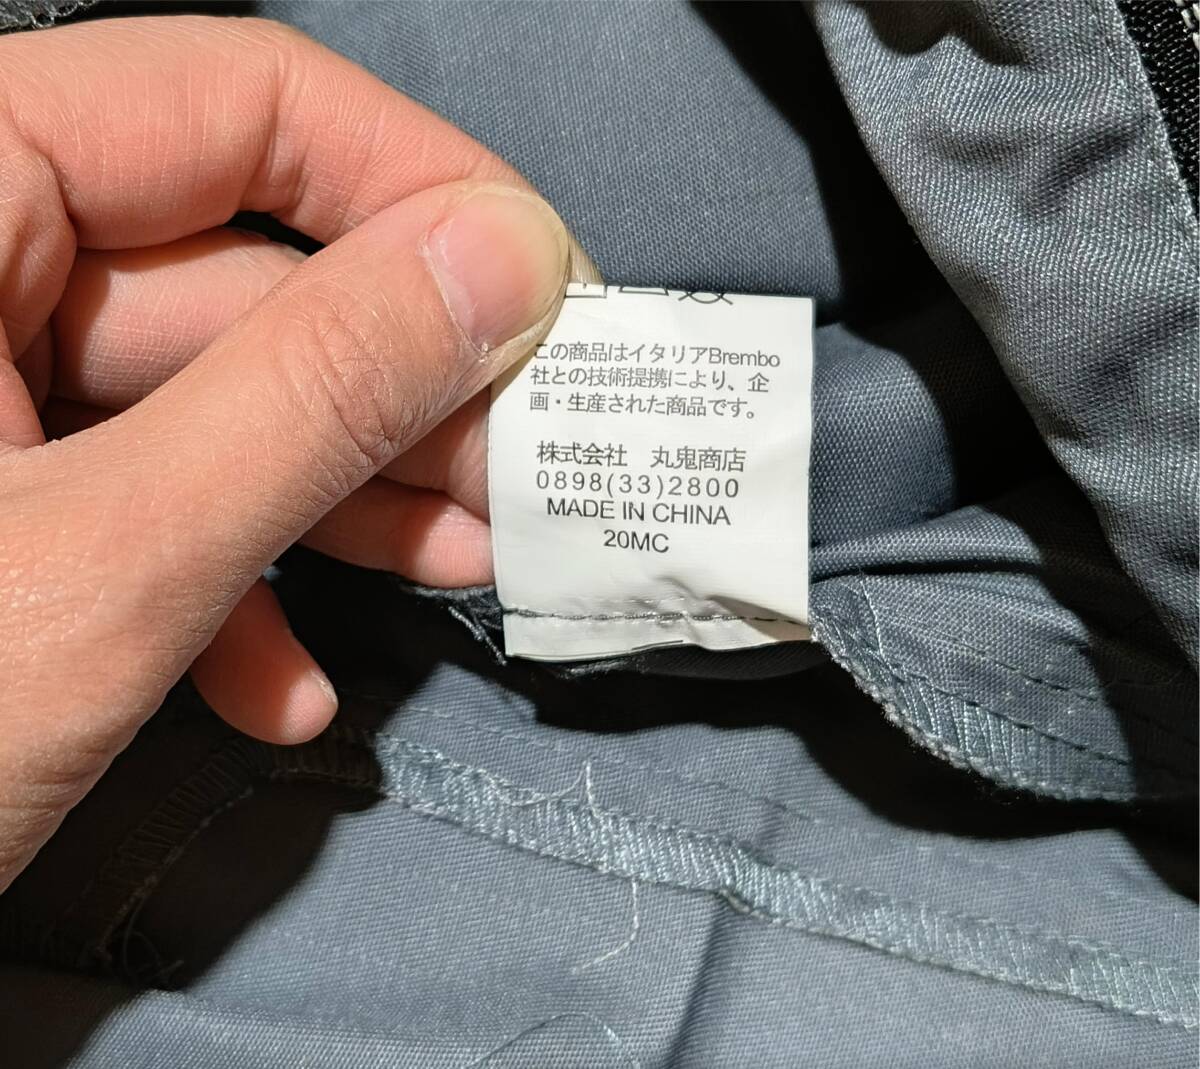 この商品はイタリアBrembo
社との技術提携により、企
画・生産された商品です。
株式会社　丸鬼商店
0898(33)2800
MADE IN CHINA
20MC